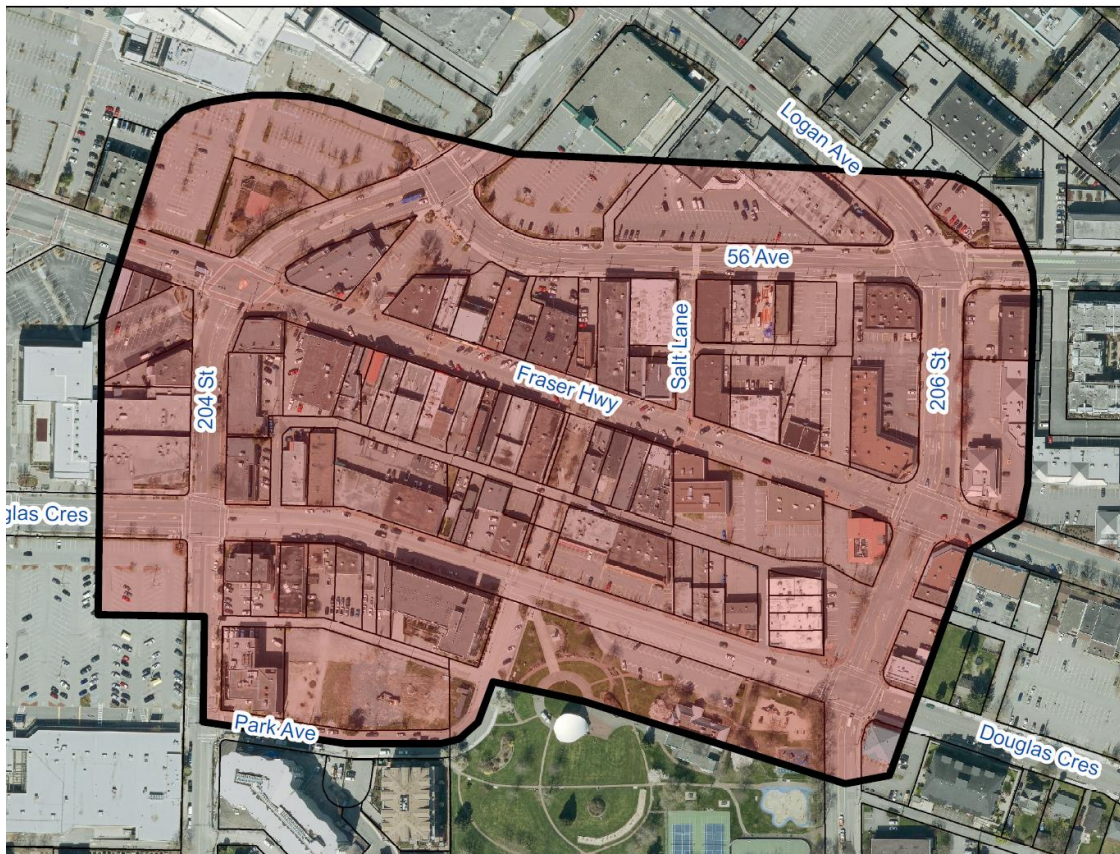 Logan Ave
56 Ave
Salt Lane
Fraser Hwy
204 St
206 St
glas Cres
Park Ave
Douglas Cres